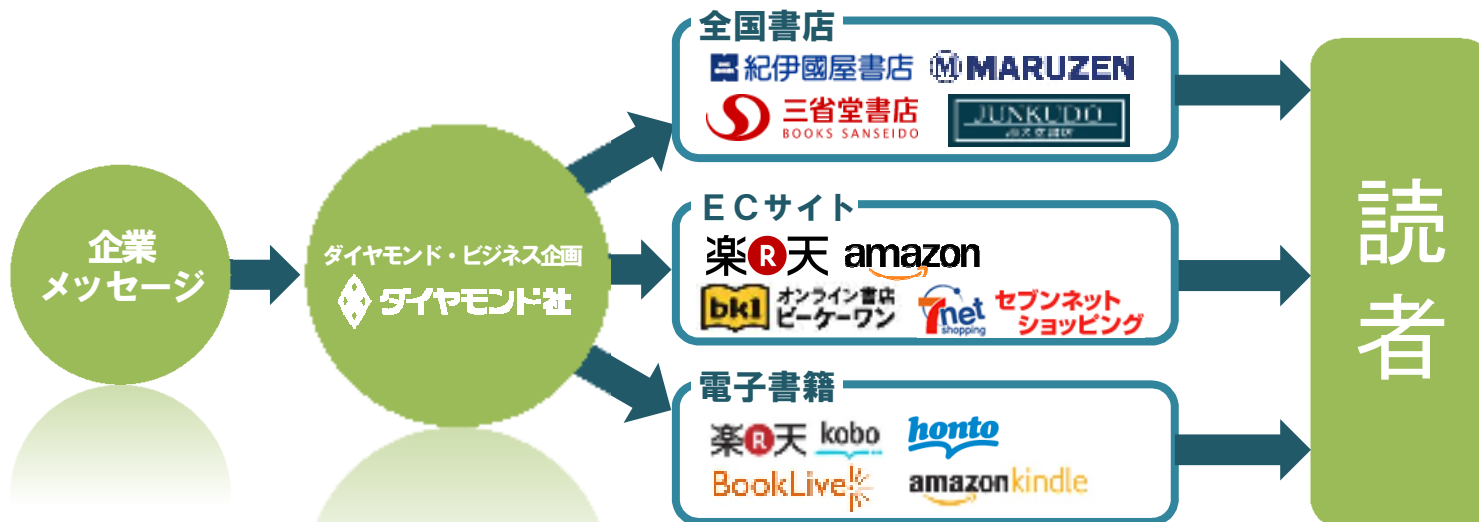 企業
メッセージ
ダイヤモンド・ビジネス企画
ダイヤモンド社
全国書店
紀伊國屋書店
M MARUZEN
三省堂書店
BOOKS SANSEIDO
JUNKUDO
ＥＣサイト
楽R天
amazon
bk1
オンライン書店
ビーケーワン
7net
shopping
セブンネット
ショッピング
電子書籍
楽R天 kobo
honto
BookLive
amazonkindle
読者